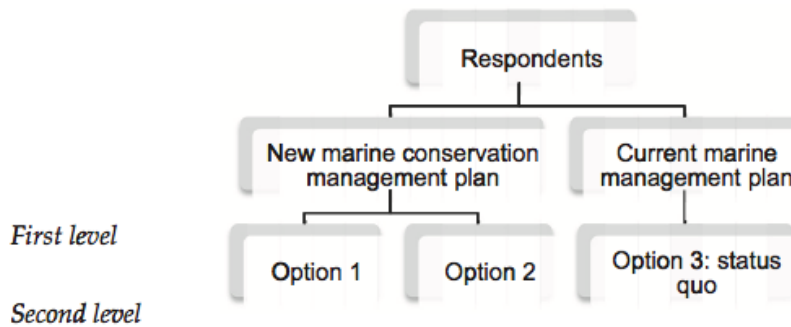 Respondents
New marine conservation
management plan
Current marine
management plan
First level
Option 1
Option 2
Option 3: status
quo
Second level